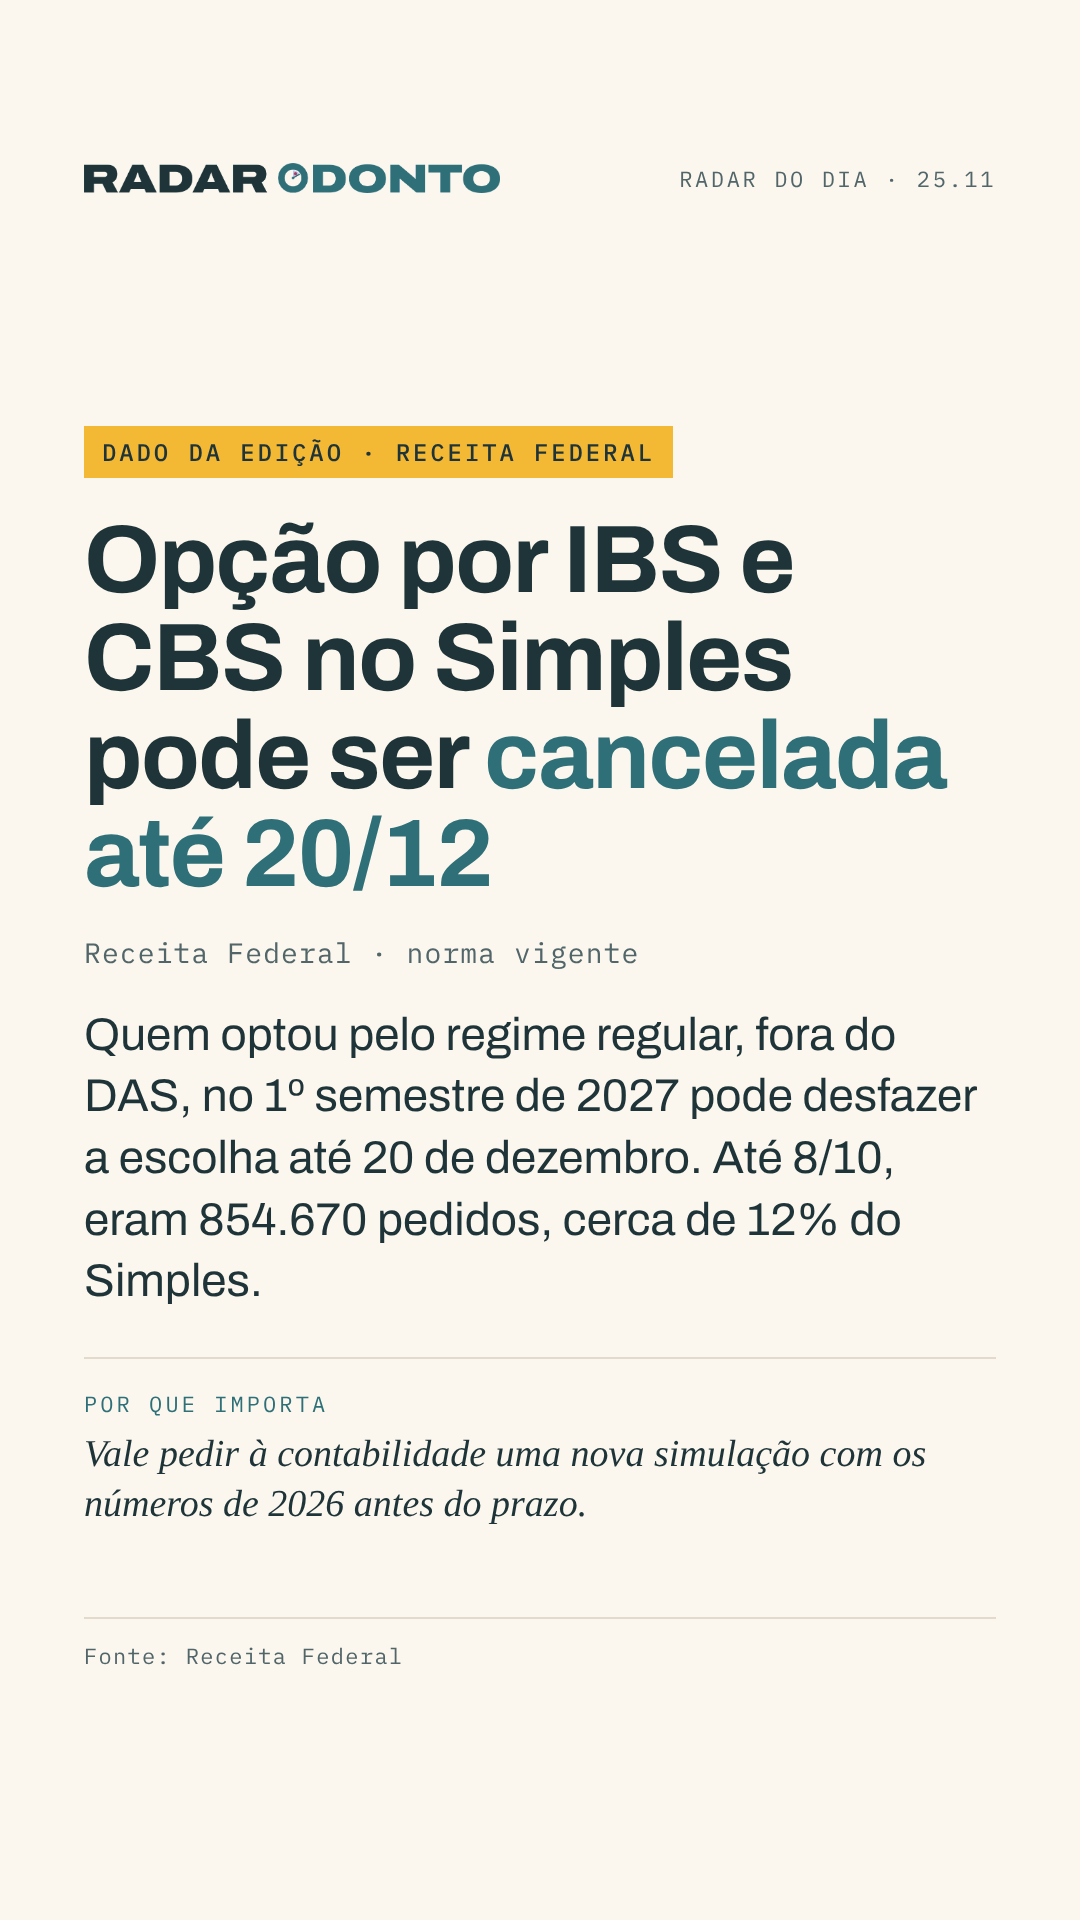 RADAR ODONTO
RADAR DO DIA · 25.11
DADO DA EDIÇÃO · RECEITA FEDERAL
Opção por IBS e
CBS no Simples
pode ser cancelada
até 20/12
Receita Federal · norma vigente
Quem optou pelo regime regular, fora do
DAS, no 1º semestre de 2027 pode desfazer
a escolha até 20 de dezembro. Até 8/10,
eram 854.670 pedidos, cerca de 12% do
Simples.
POR QUE IMPORTA
Vale pedir à contabilidade uma nova simulação com os
números de 2026 antes do prazo.
Fonte: Receita Federal